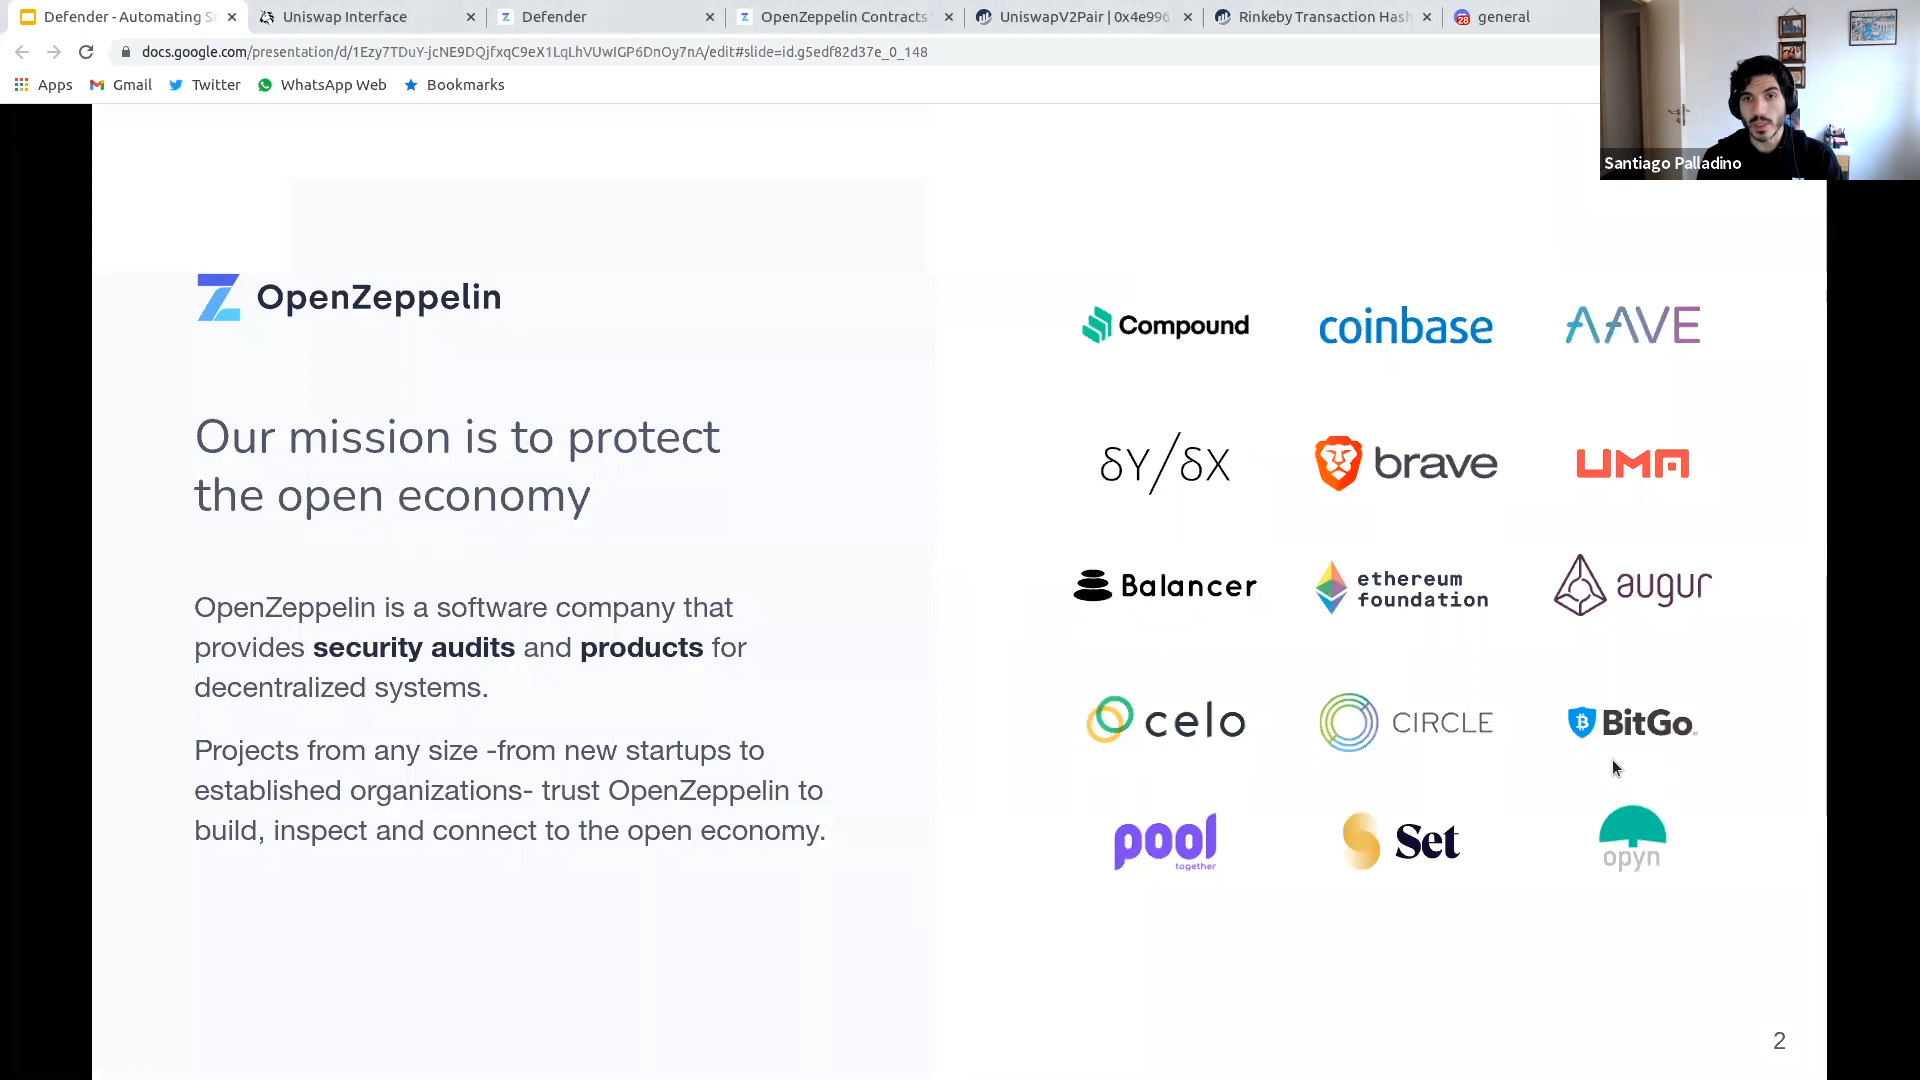 Defender - Automating S
Uniswap Interface
Defender
OpenZeppelin Contracts
UniswapV2Pair | 0x4e996
Rinkeby Transaction Hash
28
general
docs.google.com/presentation/d/1Ezy7TDuY-jcNE9DQjfxqC9eX1LqLhVUwIGP6DnOy7nA/edit#slide=id.g5edf82d37e_0_148
Apps
Gmail
Twitter
WhatsApp Web
Bookmarks
Santiago Palladino
OpenZeppelin
Our mission is to protect
the open economy
OpenZeppelin is a software company that
provides security audits and products for
decentralized systems.
Projects from any size -from new startups to
established organizations- trust OpenZeppelin to
build, inspect and connect to the open economy.
Compound
coinbase
AAVE
δY/δX
brave
UMA
Balancer
ethereum
foundation
augur
celo
CIRCLE
BitGo
pool
together
Set
opyn
2